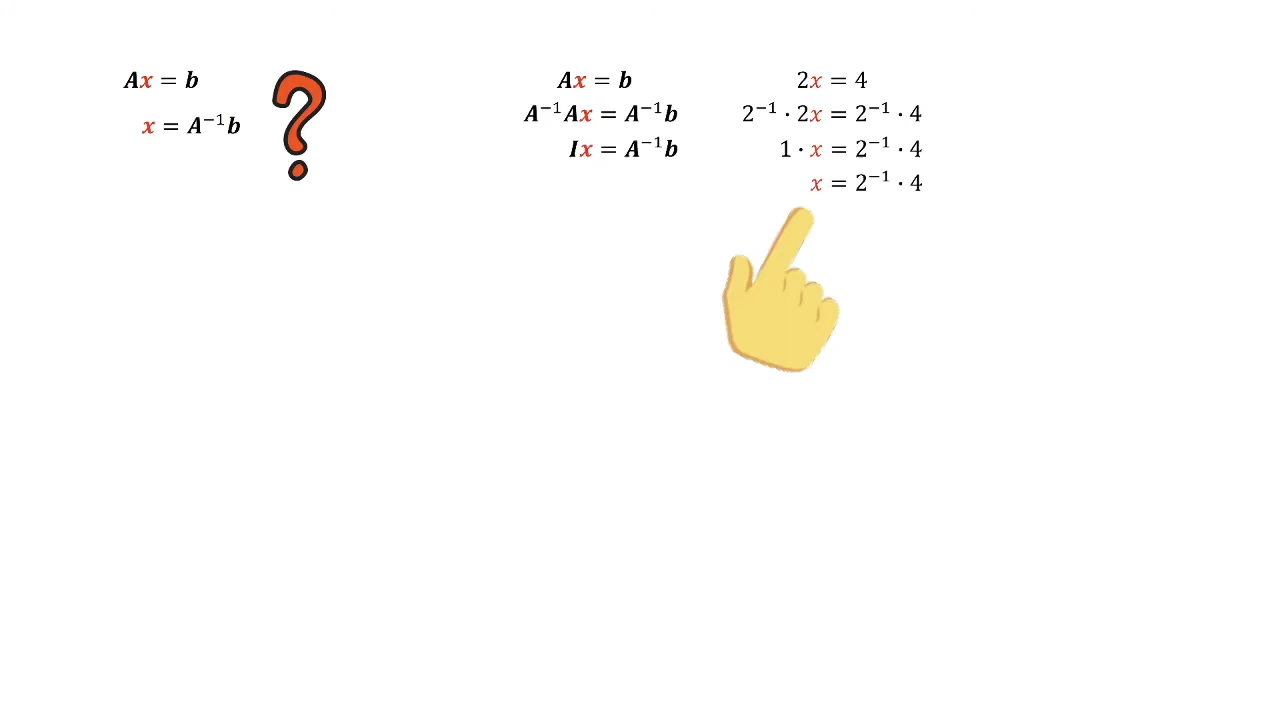 Ax = b
x = A⁻¹b
?
Ax = b
A⁻¹Ax = A⁻¹b
Ix = A⁻¹b
2x = 4
2⁻¹ · 2x = 2⁻¹ · 4
1 · x = 2⁻¹ · 4
x = 2⁻¹ · 4